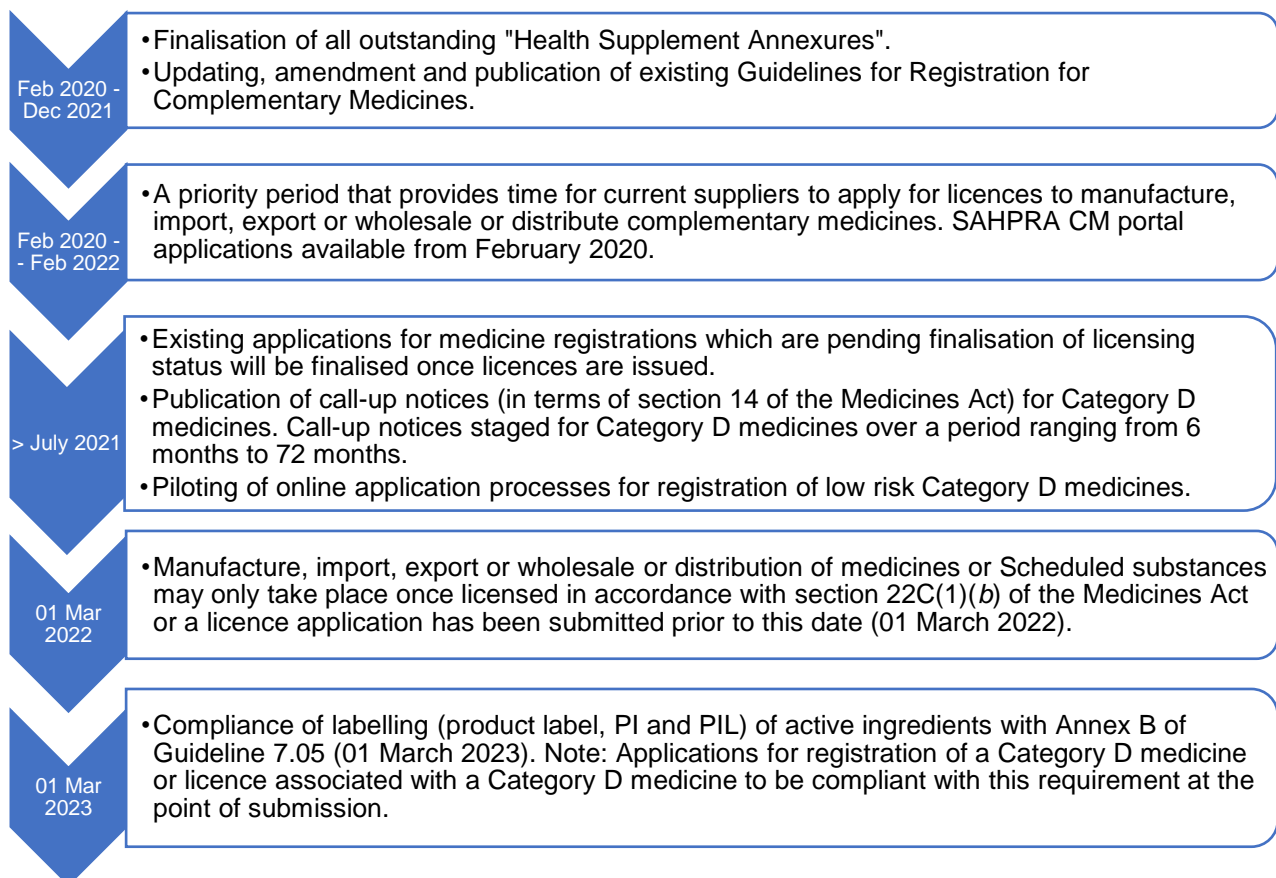 Feb 2020 -
Dec 2021
•Finalisation of all outstanding "Health Supplement Annexures".
•Updating, amendment and publication of existing Guidelines for Registration for
Complementary Medicines.
Feb 2020 -
- Feb 2022
•A priority period that provides time for current suppliers to apply for licences to manufacture,
import, export or wholesale or distribute complementary medicines. SAHPRA CM portal
applications available from February 2020.
> July 2021
•Existing applications for medicine registrations which are pending finalisation of licensing
status will be finalised once licences are issued.
•Publication of call-up notices (in terms of section 14 of the Medicines Act) for Category D
medicines. Call-up notices staged for Category D medicines over a period ranging from 6
months to 72 months.
•Piloting of online application processes for registration of low risk Category D medicines.
01 Mar
2022
•Manufacture, import, export or wholesale or distribution of medicines or Scheduled substances
may only take place once licensed in accordance with section 22C(1)(b) of the Medicines Act
or a licence application has been submitted prior to this date (01 March 2022).
01 Mar
2023
•Compliance of labelling (product label, PI and PIL) of active ingredients with Annex B of
Guideline 7.05 (01 March 2023). Note: Applications for registration of a Category D medicine
or licence associated with a Category D medicine to be compliant with this requirement at the
point of submission.